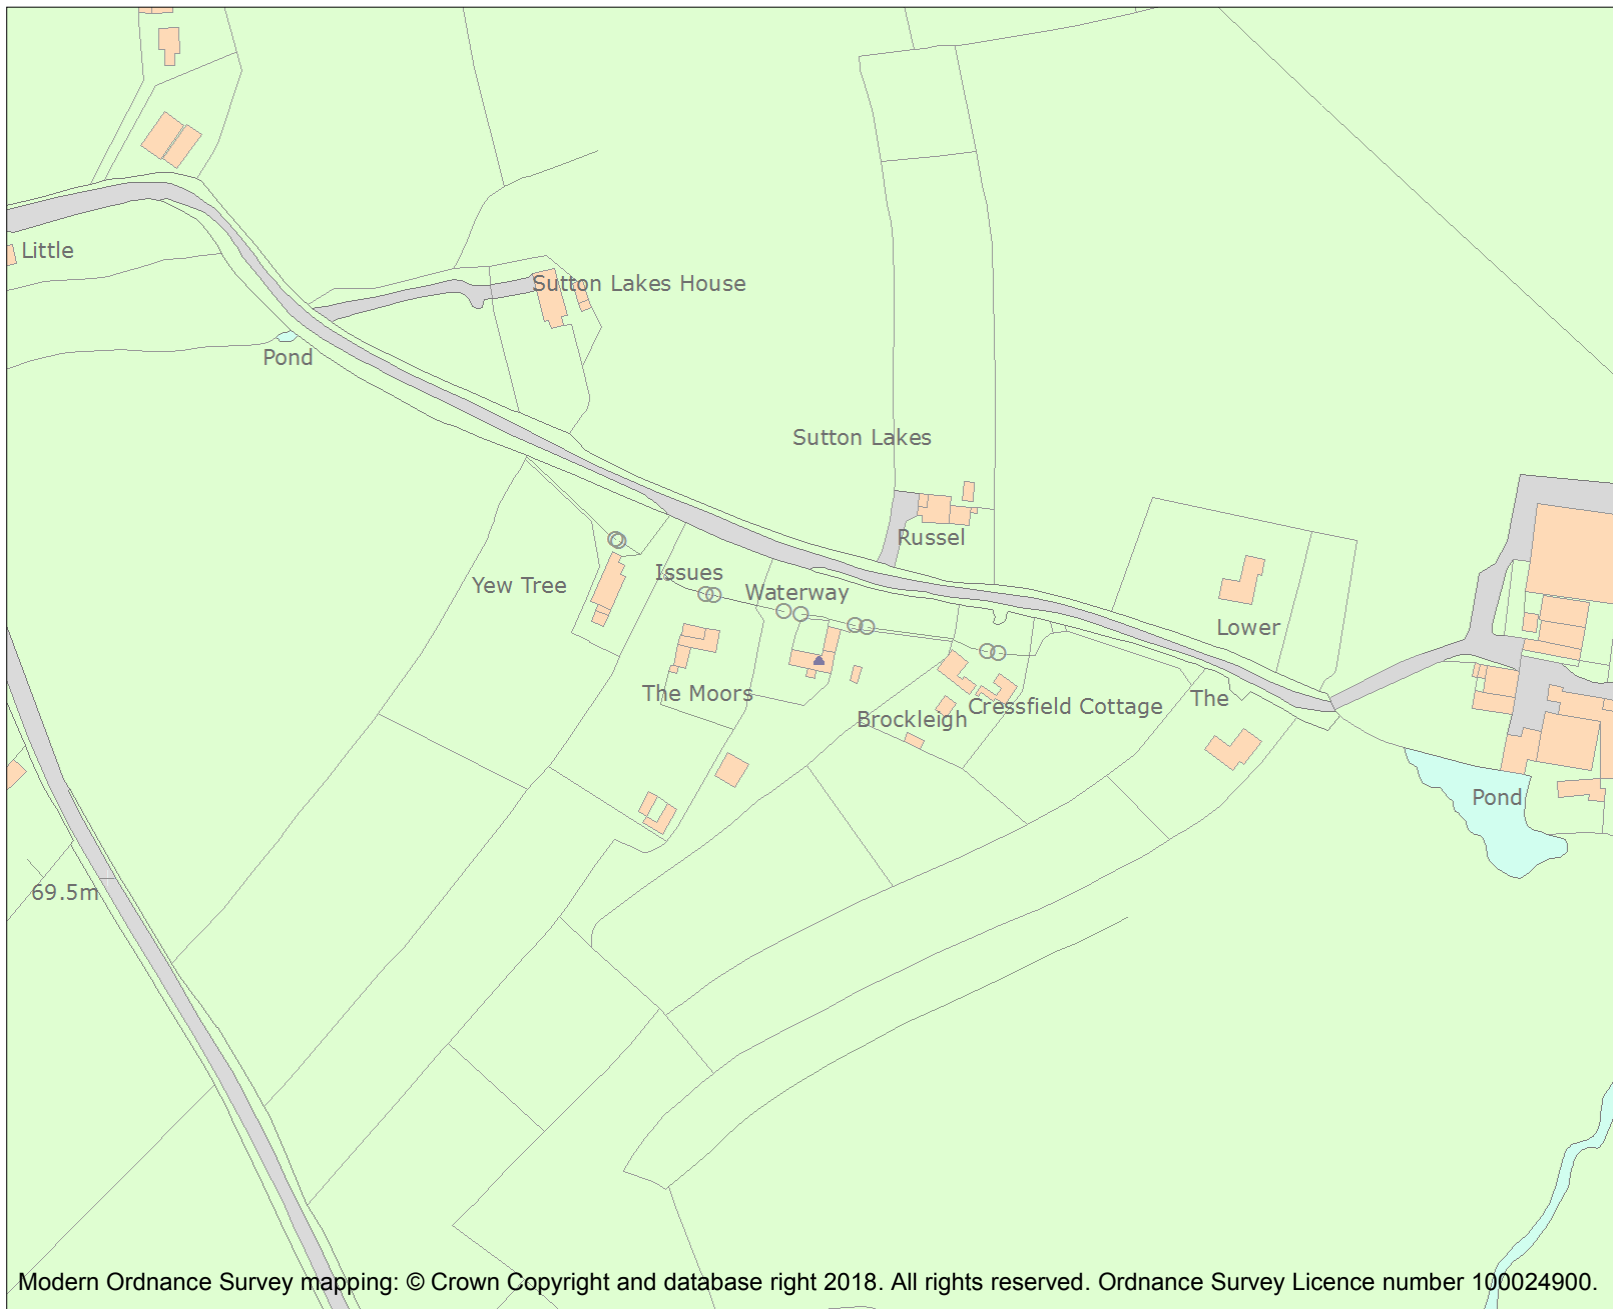 Little
Sutton Lakes House
Pond
Sutton Lakes
Russel
Issues
Yew Tree
Waterway
Lower
The Moors
The
Cressfield Cottage
Brockleigh
Pond
69.5m
Modern Ordnance Survey mapping: © Crown Copyright and database right 2018. All rights reserved. Ordnance Survey Licence number 100024900.